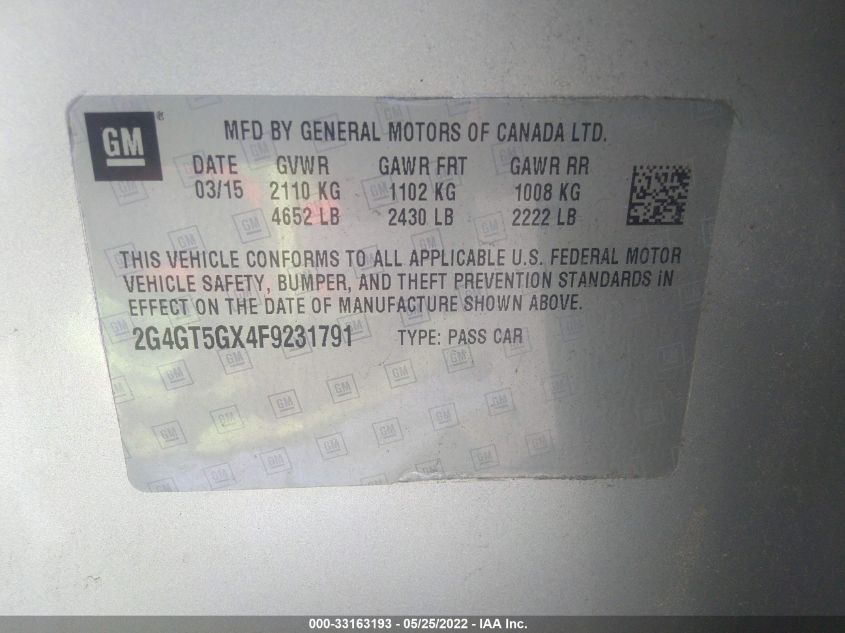 GM ®
MFD BY GENERAL MOTORS OF CANADA LTD.
DATE GVWR GAWR FRT GAWR RR
03/15 2110 KG 1102 KG 1008 KG
4652 LB 2430 LB 2222 LB
THIS VEHICLE CONFORMS TO ALL APPLICABLE U.S. FEDERAL MOTOR
VEHICLE SAFETY, BUMPER, AND THEFT PREVENTION STANDARDS IN
EFFECT ON THE DATE OF MANUFACTURE SHOWN ABOVE.
2G4GT5GX4F9231791 TYPE: PASS CAR
000-33163193 - 05/25/2022 - IAA Inc.